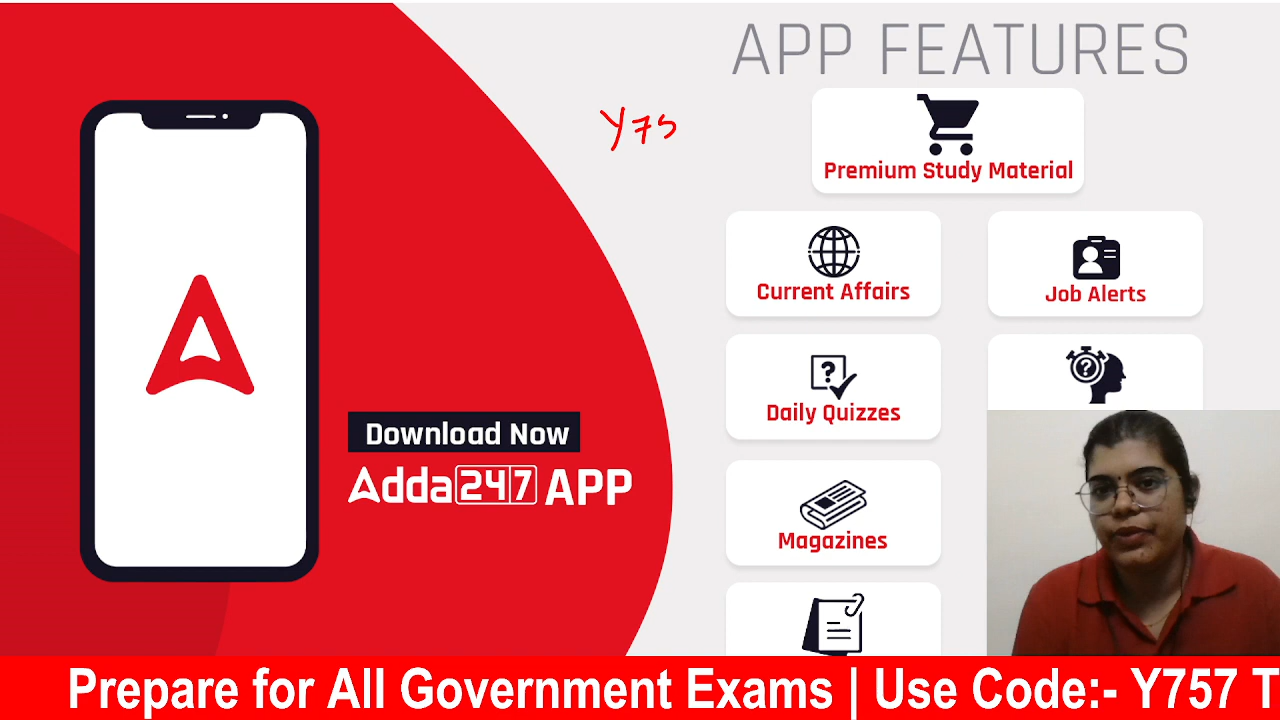 APP FEATURES
Y75
Premium Study Material
Current Affairs
Job Alerts
Daily Quizzes
Download Now
Adda247 APP
Magazines
Prepare for All Government Exams | Use Code:- Y757 T